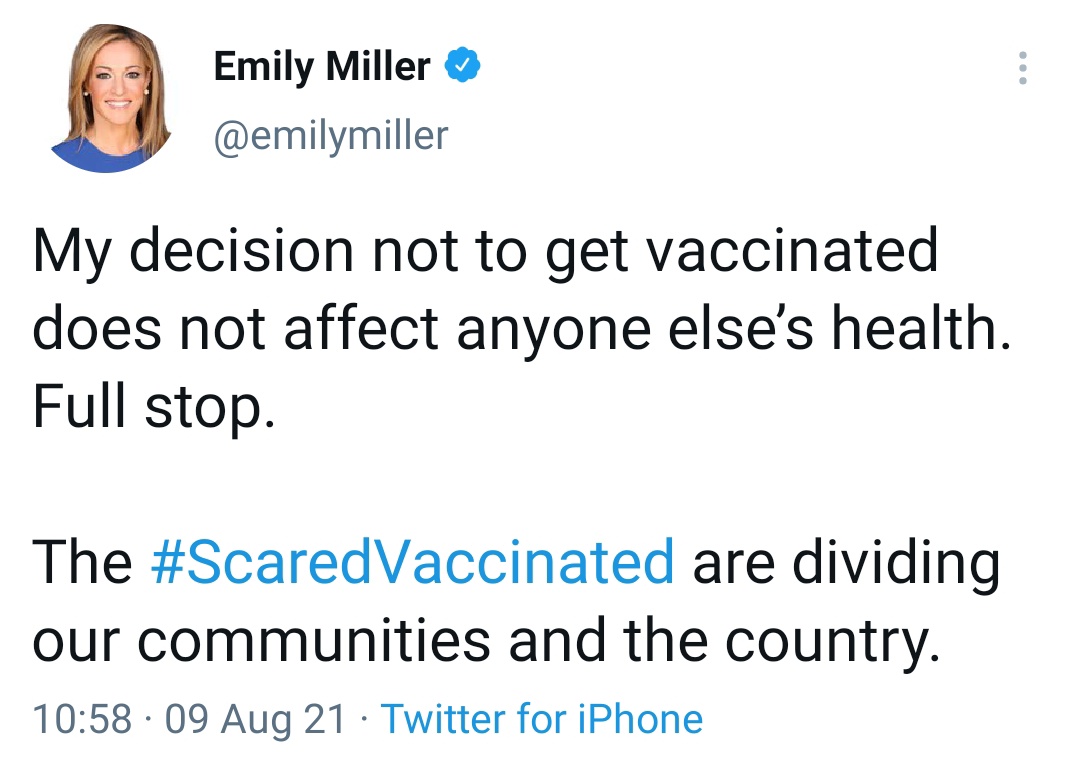 Emily Miller
@emilymiller
My decision not to get vaccinated
does not affect anyone else’s health.
Full stop.
The #ScaredVaccinated are dividing
our communities and the country.
10:58 · 09 Aug 21 · Twitter for iPhone